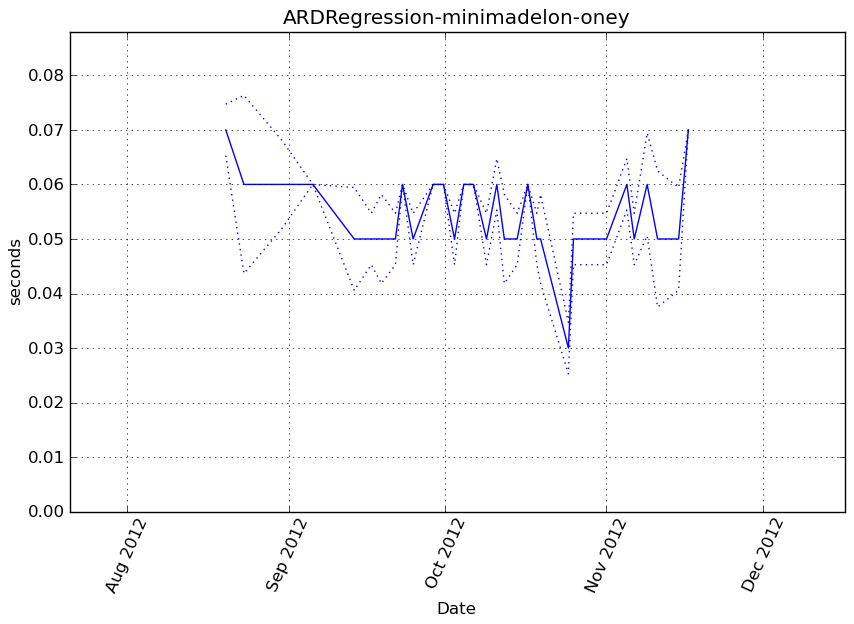 ARDRegression-minimadelon-oney
0.08
0.07
0.06
0.05
0.04
0.03
0.02
0.01
0.00
seconds
Aug 2012
Sep 2012
Oct 2012
Nov 2012
Dec 2012
Date